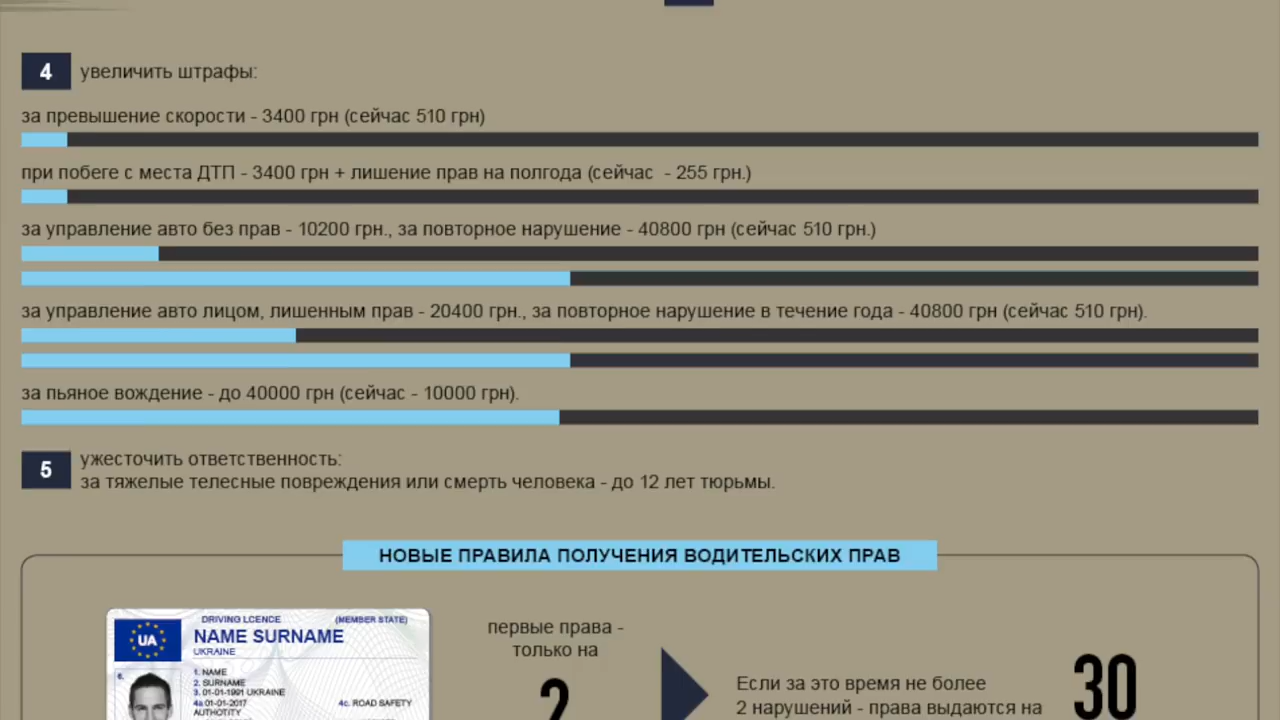 4 увеличить штрафы:
за превышение скорости - 3400 грн (сейчас 510 грн)
при побеге с места ДТП - 3400 грн + лишение прав на полгода (сейчас - 255 грн.)
за управление авто без прав - 10200 грн., за повторное нарушение - 40800 грн (сейчас 510 грн.)
за управление авто лицом, лишенным прав - 20400 грн., за повторное нарушение в течение года - 40800 грн (сейчас 510 грн).
за пьяное вождение - до 40000 грн (сейчас - 10000 грн).
5 ужесточить ответственность:
за тяжелые телесные повреждения или смерть человека - до 12 лет тюрьмы.
НОВЫЕ ПРАВИЛА ПОЛУЧЕНИЯ ВОДИТЕЛЬСКИХ ПРАВ
DRIVING LCENCE (MEMBER STATE)
UA NAME SURNAME
UKRAINE
6. 1. NAME
2. SURNAME
3. 01-01-1991 UKRAINE
4a 01-01-2017 4c. ROAD SAFETY
AUTHOTITY
первые права -
только на
2
Если за это время не более
2 нарушений - права выдаются на
30